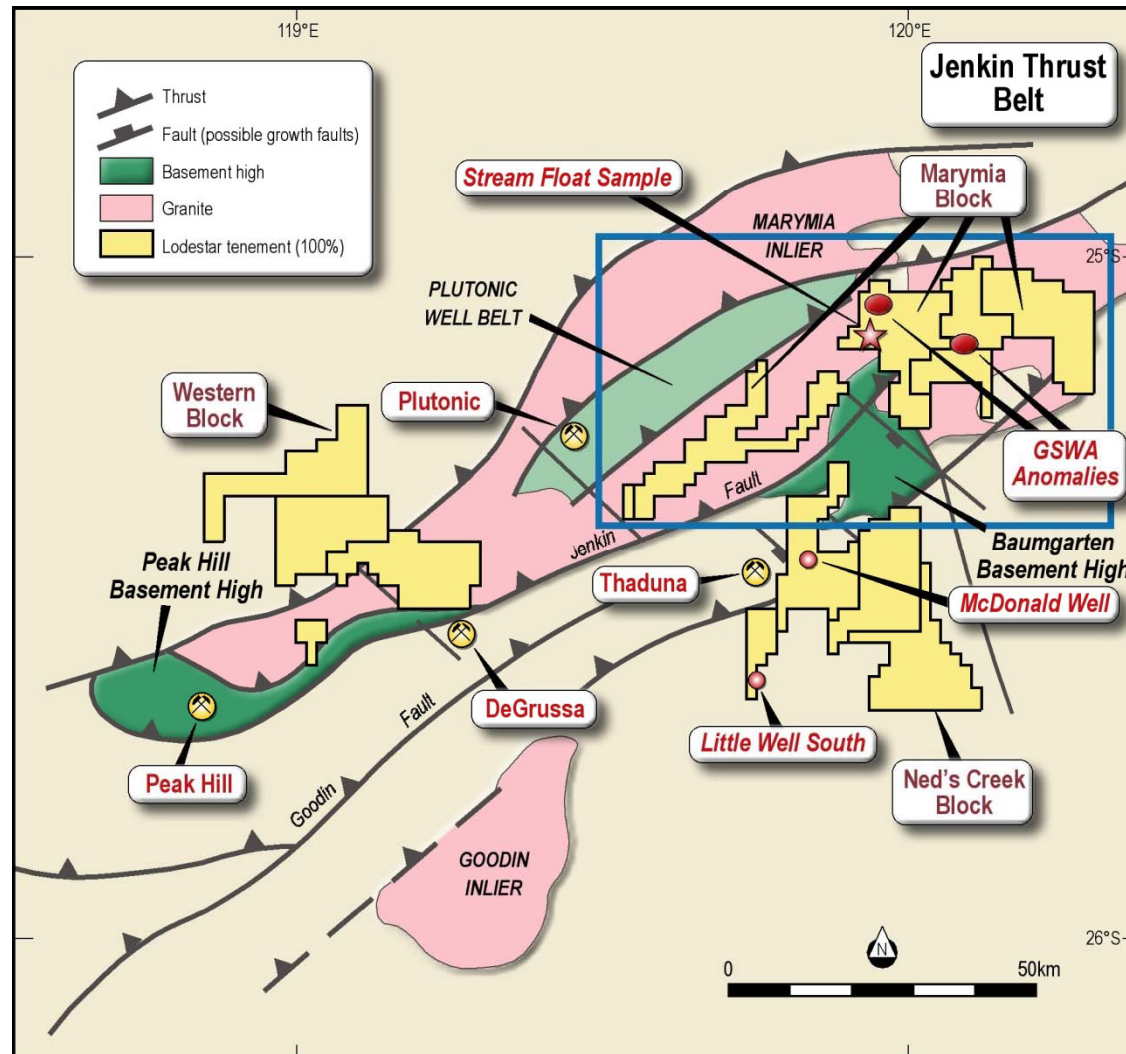 119°E
120°E
Jenkin Thrust
Belt
Thrust
Fault (possible growth faults)
Basement high
Granite
Lodestar tenement (100%)
Stream Float Sample
Marymia
Block
MARYMIA
INLIER
25°S
PLUTONIC
WELL BELT
Western
Block
Plutonic
GSWA
Anomalies
Fault
Jenkin
Peak Hill
Basement High
Baumgarten
Basement High
Thaduna
McDonald Well
DeGrussa
Fault
Little Well South
Peak Hill
Ned's Creek
Block
Goodin
GOODIN
INLIER
26°S
N
0
50km